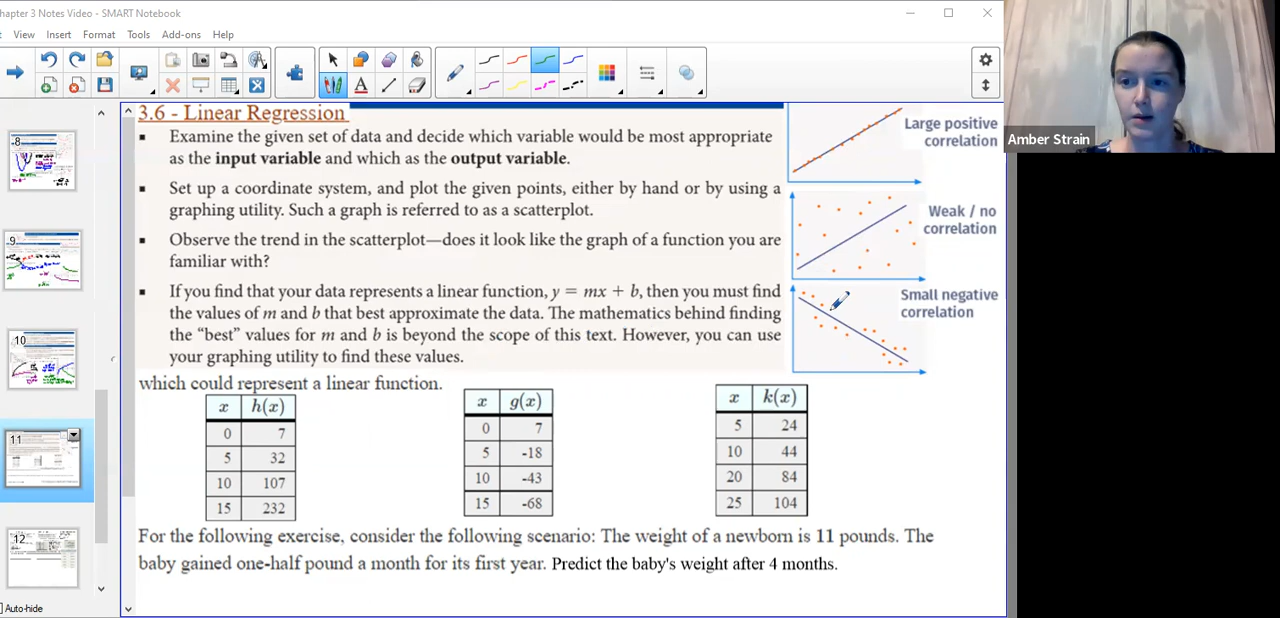 hapter 3 Notes Video - SMART Notebook
View Insert Format Tools Add-ons Help
3.6 - Linear Regression
Examine the given set of data and decide which variable would be most appropriate
as the input variable and which as the output variable.
Set up a coordinate system, and plot the given points, either by hand or by using a
graphing utility. Such a graph is referred to as a scatterplot.
Observe the trend in the scatterplot—does it look like the graph of a function you are
familiar with?
If you find that your data represents a linear function, y = mx + b, then you must find
the values of m and b that best approximate the data. The mathematics behind finding
the “best” values for m and b is beyond the scope of this text. However, you can use
your graphing utility to find these values.
Large positive
correlation
Weak / no
correlation
Small negative
correlation
Amber Strain
which could represent a linear function.
x h(x)
0 7
5 32
10 107
15 232
x g(x)
0 7
5 -18
10 -43
15 -68
x k(x)
5 24
10 44
20 84
25 104
For the following exercise, consider the following scenario: The weight of a newborn is 11 pounds. The
baby gained one-half pound a month for its first year. Predict the baby's weight after 4 months.
8
9
10
11
12
Auto-hide